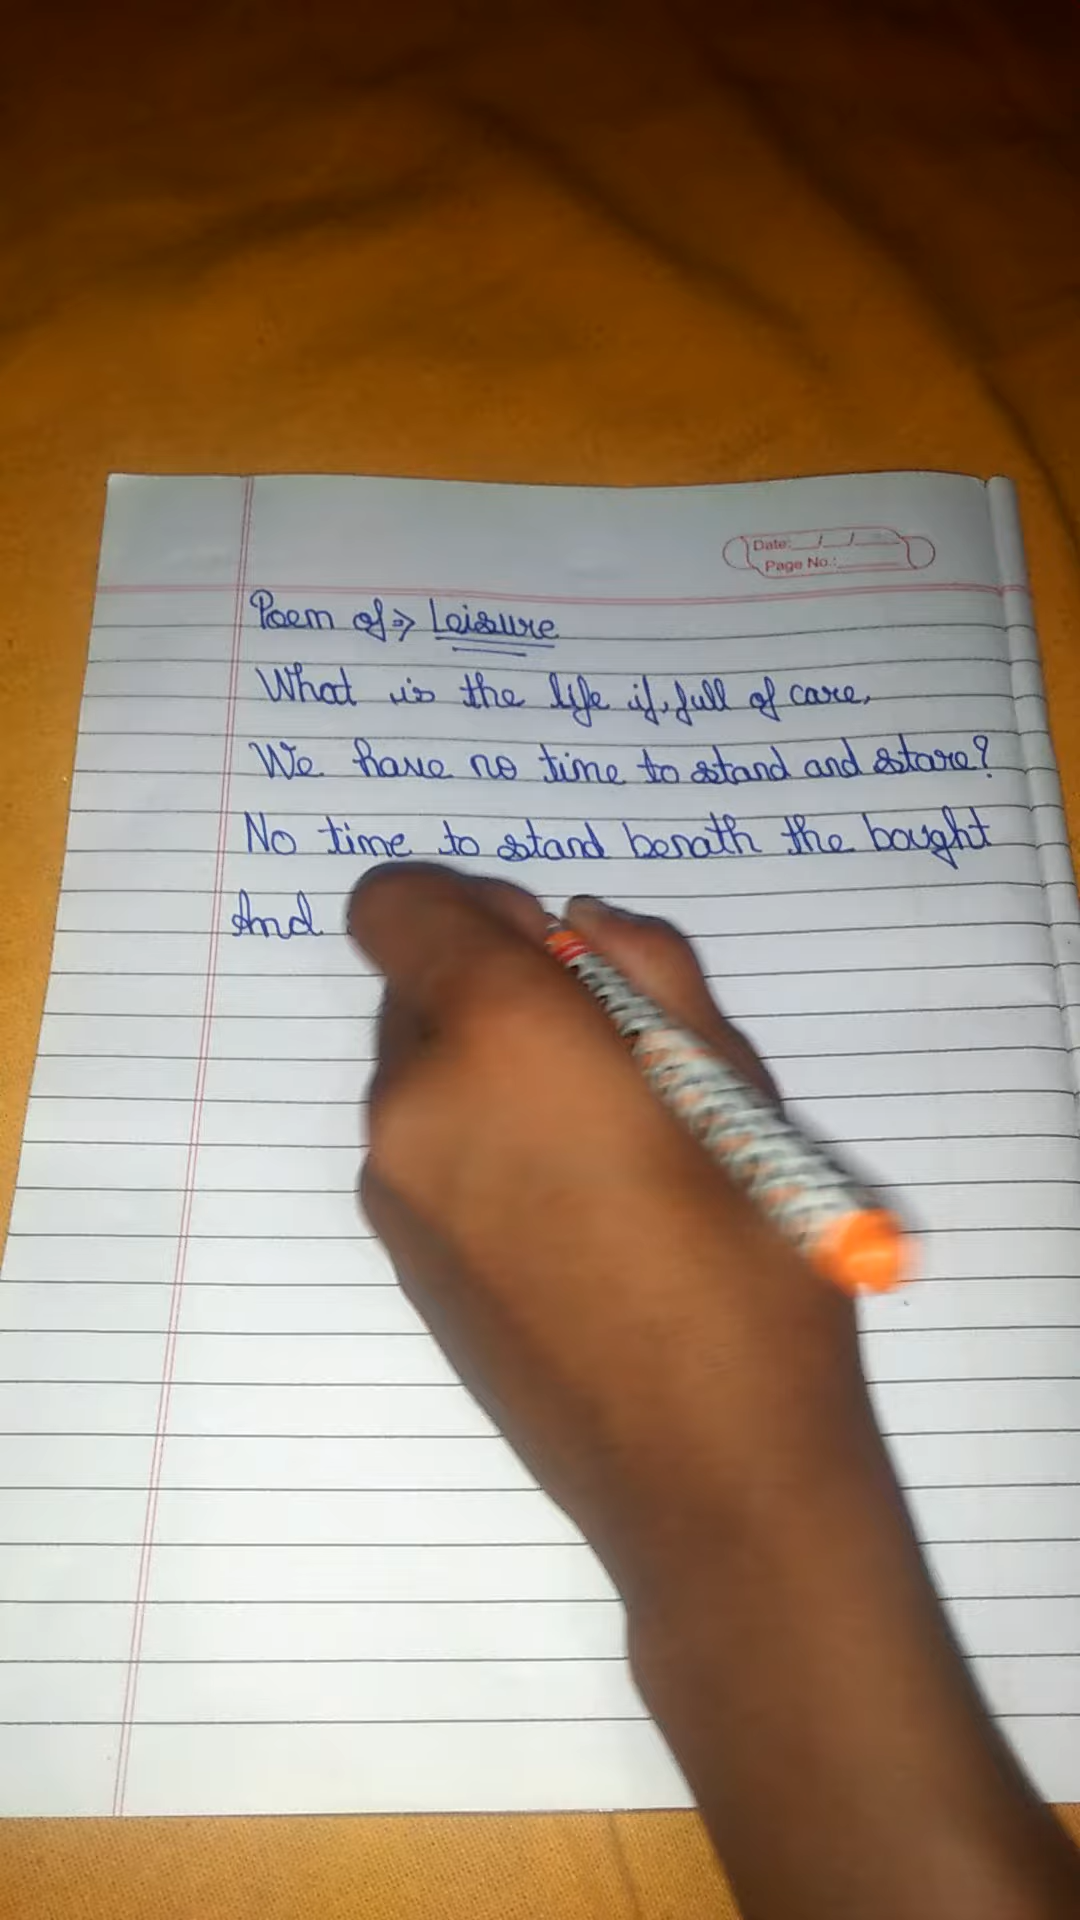 Date: / /
Page No.:
Poem of ⇒ Leisure
What is the life if, full of care,
We have no time to stand and stare?
No time to stand benath the bought
And